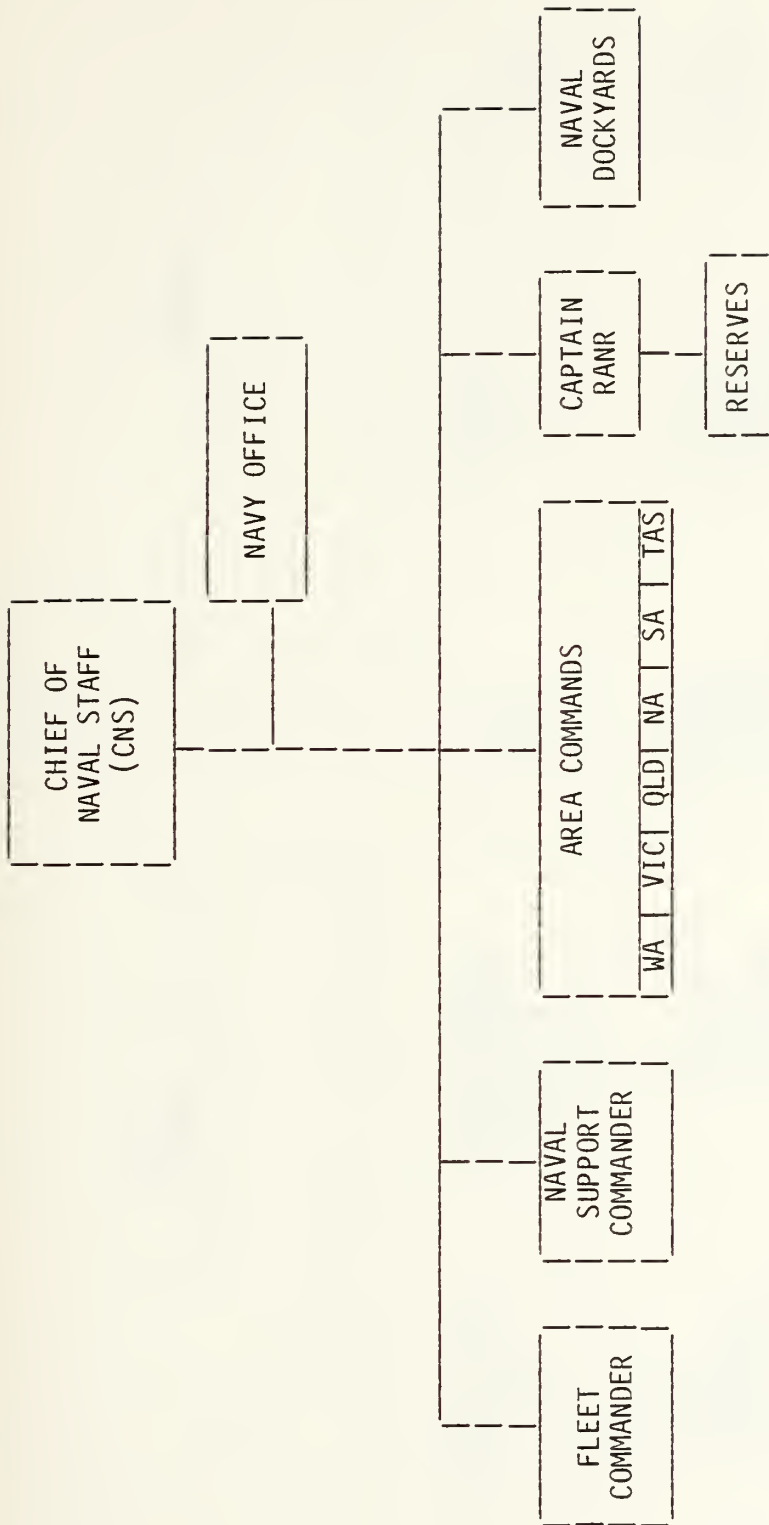 CHIEF OF
NAVAL STAFF
(CNS)
NAVY OFFICE
FLEET
COMMANDER
NAVAL
SUPPORT
COMMANDER
AREA COMMANDS
WA | VIC | QLD | NA | SA | TAS
CAPTAIN
RANR
NAVAL
DOCKYARDS
RESERVES